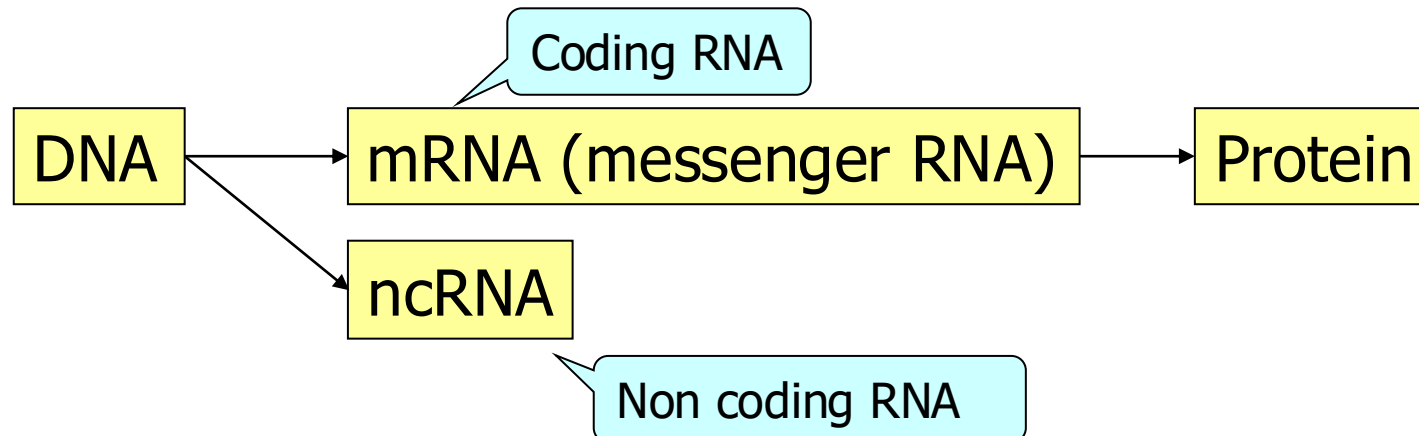 Coding RNA
DNA
mRNA (messenger RNA)
Protein
ncRNA
Non coding RNA